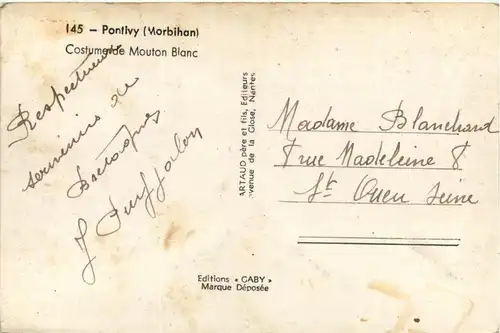 145 — Pontivy (Morbihan)
Costume de Mouton Blanc
Respectueux
souvenirs de
Bretagne
J
ARTAUD père et fils, Editeurs
avenue de la Close, Nantes
Madame Blanchard
7 rue Madeleine 8
St Ouen Seine
Editions « GABY »
Marque Déposée